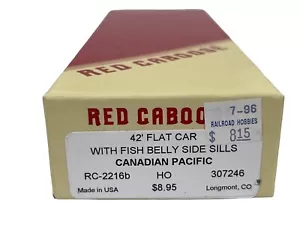 RED CABOOSE
RED CABOOSE
7-96
RAILROAD HOBBIES
$ 815
42' FLAT CAR
WITH FISH BELLY SIDE SILLS
CANADIAN PACIFIC
RC-2216b HO 307246
Made in USA $8.95 Longmont, CO